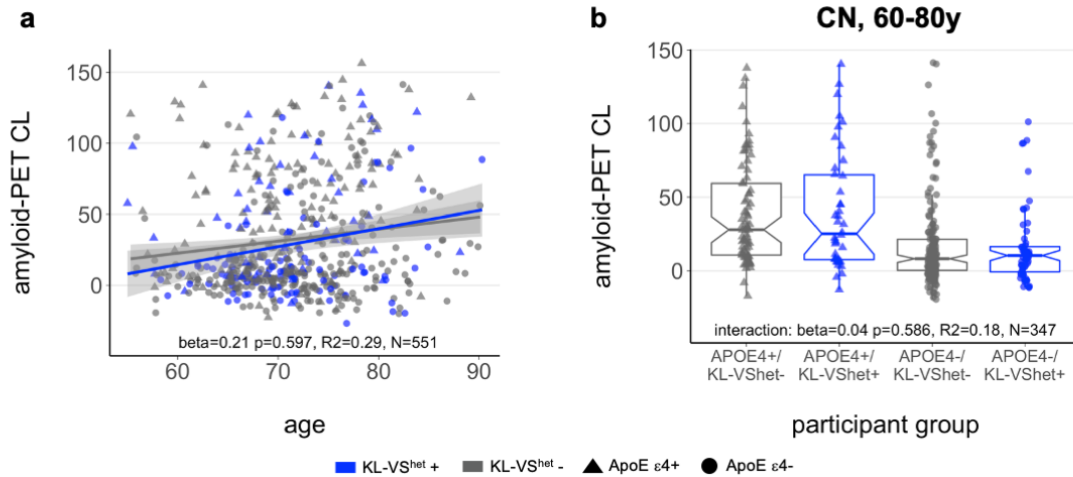 a
amyloid-PET CL
150
100
50
0
beta=0.21 p=0.597, R2=0.29, N=551
60 70 80 90
age
b
CN, 60-80y
amyloid-PET CL
150
100
50
0
interaction: beta=0.04 p=0.586, R2=0.18, N=347
APOE4+/ APOE4+/ APOE4-/ APOE4-/
KL-VShet- KL-VShet+ KL-VShet- KL-VShet+
participant group
KL-VSʰᵉᵗ + KL-VSʰᵉᵗ - ApoE ε4+ ApoE ε4-